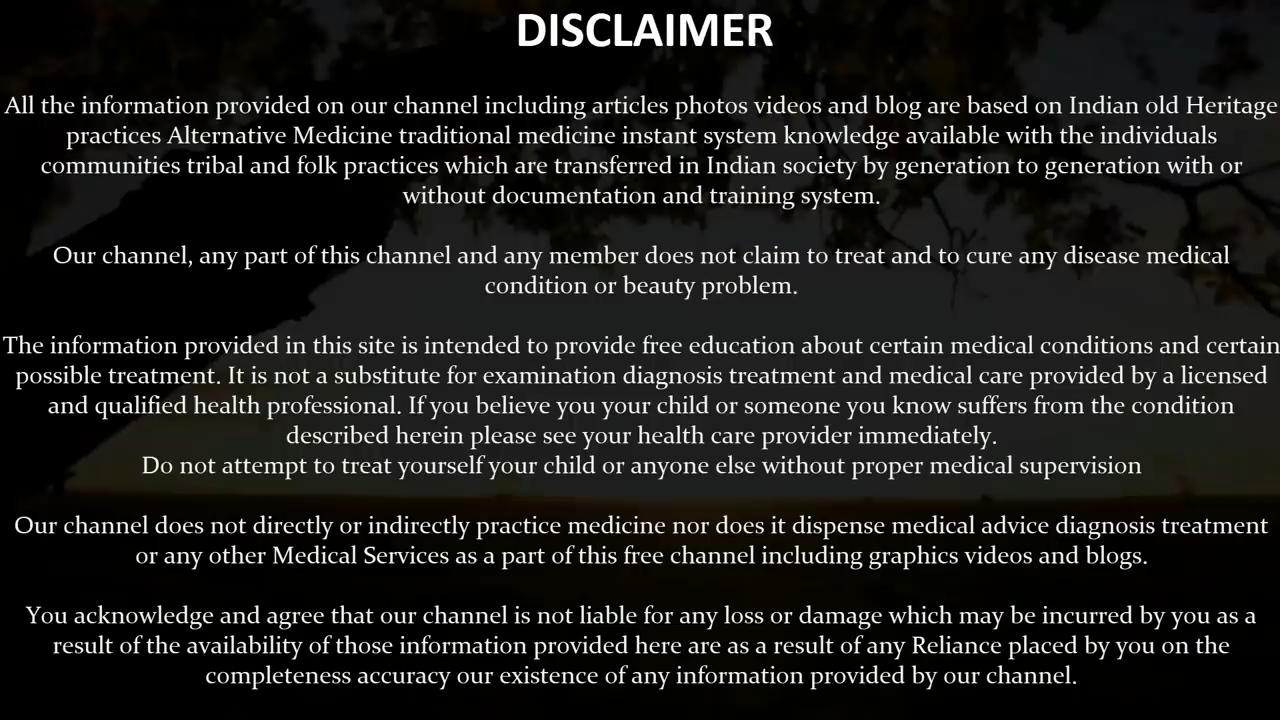 DISCLAIMER
All the information provided on our channel including articles photos videos and blog are based on Indian old Heritage
practices Alternative Medicine traditional medicine instant system knowledge available with the individuals
communities tribal and folk practices which are transferred in Indian society by generation to generation with or
without documentation and training system.
Our channel, any part of this channel and any member does not claim to treat and to cure any disease medical
condition or beauty problem.
The information provided in this site is intended to provide free education about certain medical conditions and certain
possible treatment. It is not a substitute for examination diagnosis treatment and medical care provided by a licensed
and qualified health professional. If you believe you your child or someone you know suffers from the condition
described herein please see your health care provider immediately.
Do not attempt to treat yourself your child or anyone else without proper medical supervision
Our channel does not directly or indirectly practice medicine nor does it dispense medical advice diagnosis treatment
or any other Medical Services as a part of this free channel including graphics videos and blogs.
You acknowledge and agree that our channel is not liable for any loss or damage which may be incurred by you as a
result of the availability of those information provided here are as a result of any Reliance placed by you on the
completeness accuracy our existence of any information provided by our channel.